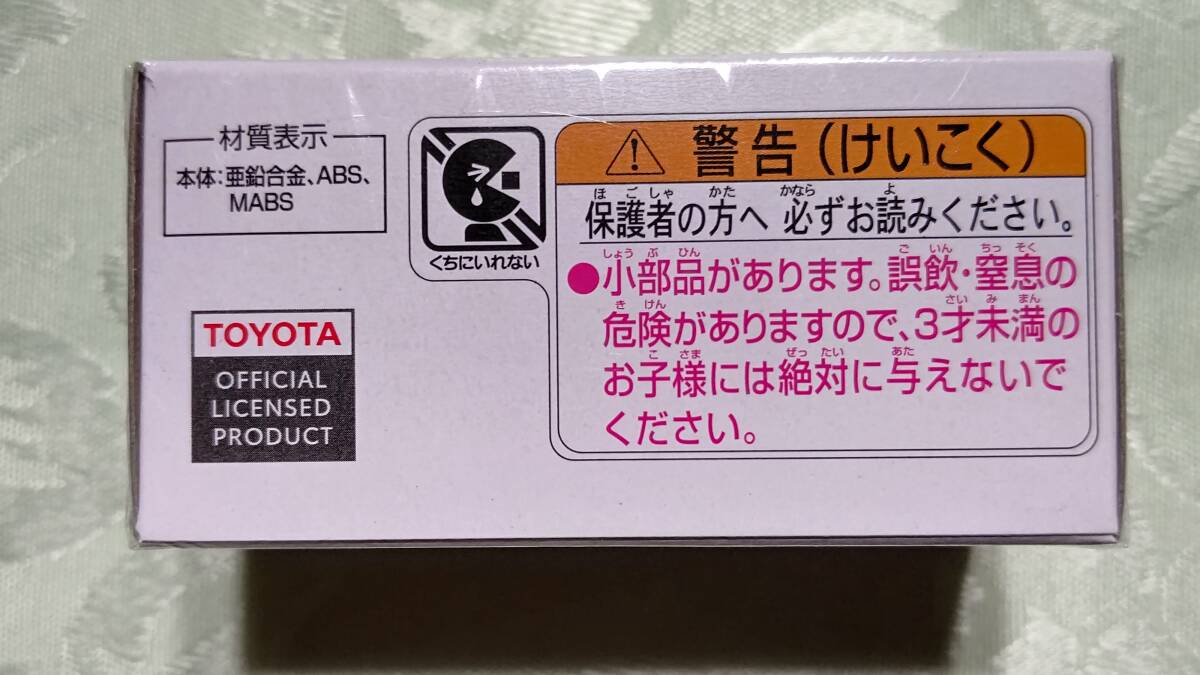 材質表示
本体:亜鉛合金、ABS、
MABS
TOYOTA
OFFICIAL
LICENSED
PRODUCT
くちにいれない
警告(けいこく)
ほごしゃ かた かなら よ
保護者の方へ 必ずお読みください。
しょうぶひん ごいん ちっそく
●小部品があります。誤飲・窒息の
きけん さいみまん
危険がありますので、3才未満の
こさま ぜったい あた
お子様には絶対に与えないで
ください。